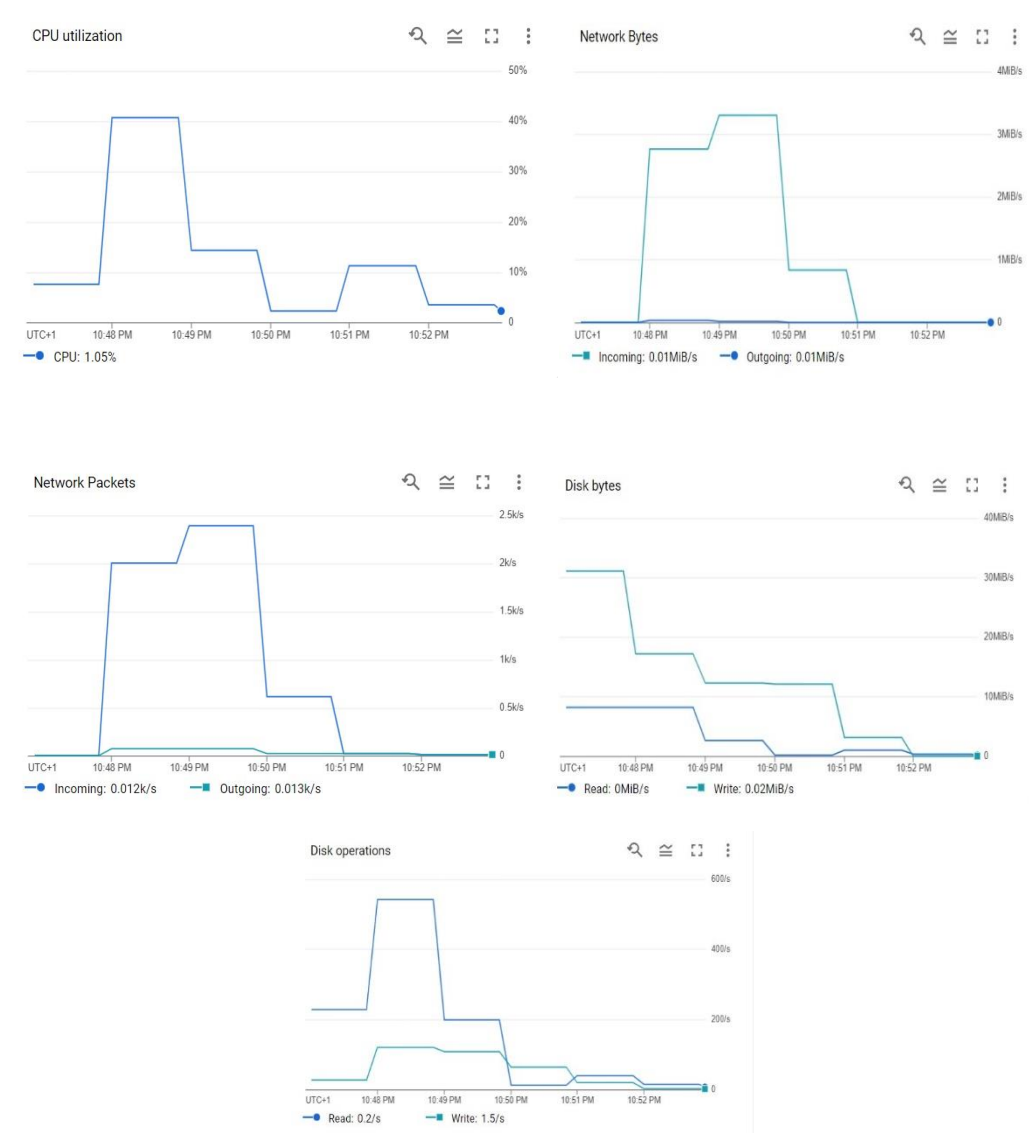 CPU utilization
50%
40%
30%
20%
10%
0
UTC+1 10:48 PM 10:49 PM 10:50 PM 10:51 PM 10:52 PM
CPU: 1.05%
Network Bytes
4MiB/s
3MiB/s
2MiB/s
1MiB/s
0
UTC+1 10:48 PM 10:49 PM 10:50 PM 10:51 PM 10:52 PM
Incoming: 0.01MiB/s Outgoing: 0.01MiB/s
Network Packets
2.5k/s
2k/s
1.5k/s
1k/s
0.5k/s
0
UTC+1 10:48 PM 10:49 PM 10:50 PM 10:51 PM 10:52 PM
Incoming: 0.012k/s Outgoing: 0.013k/s
Disk bytes
40MiB/s
30MiB/s
20MiB/s
10MiB/s
0
UTC+1 10:48 PM 10:49 PM 10:50 PM 10:51 PM 10:52 PM
Read: 0MiB/s Write: 0.02MiB/s
Disk operations
600/s
400/s
200/s
0
UTC+1 10:48 PM 10:49 PM 10:50 PM 10:51 PM 10:52 PM
Read: 0.2/s Write: 1.5/s